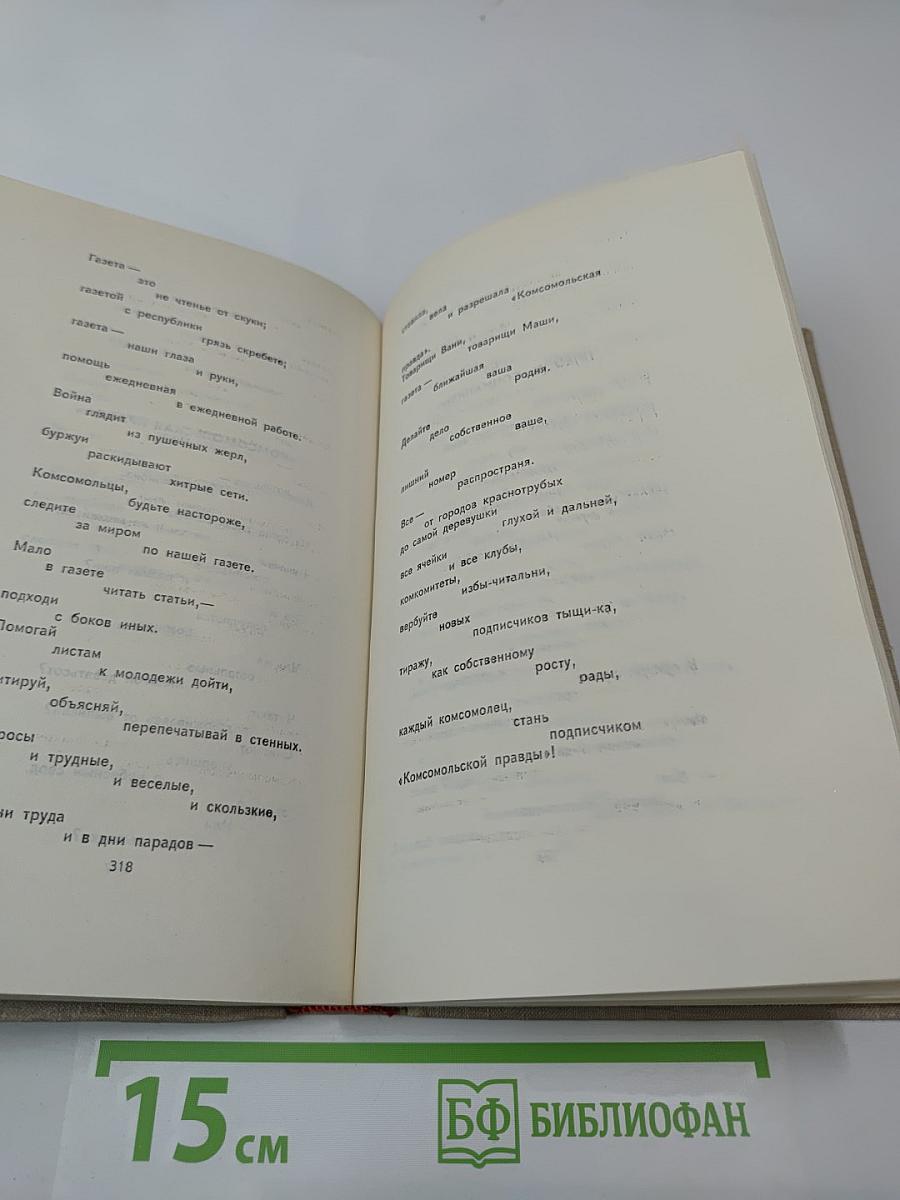 Газета —
это
не чтенье от скуки;
газетой
с республики
грязь скребете;
газета —
наши глаза
и руки,
помощь
ежедневная
в ежедневной работе.
Война
глядит
из пушечных жерл,
буржуи
раскидывают
хитрые сети.
Комсомольцы,
будьте настороже,
следите
за миром
по нашей газете.
Мало
в газете
читать статьи,—
подходи
с боков иных.
Помогай
листам
к молодежи дойти,
итируй,
объясняй,
перепечатывай в стенных.
росы
и трудные,
и веселые,
и скользкие,
ни труда
и в дни парадов —
318
вела
и разрешала
«Комсомольская
правда».
Товарищи Вани,
товарищи Маши,
газета —
ближайшая
ваша
родня.
Делайте
дело
собственное
ваше,
лишний
номер
распространя.
Все —
от городов краснотрубых
до самой деревушки
глухой и дальней,
все ячейки
и все клубы,
комкомитеты,
избы-читальни,
вербуйте
новых
подписчиков тыщи-ка,
тиражу,
как собственному
росту,
рады,
каждый комсомолец,
стань
подписчиком
«Комсомольской правды»!
15 см
БФ БИБЛИОФАН